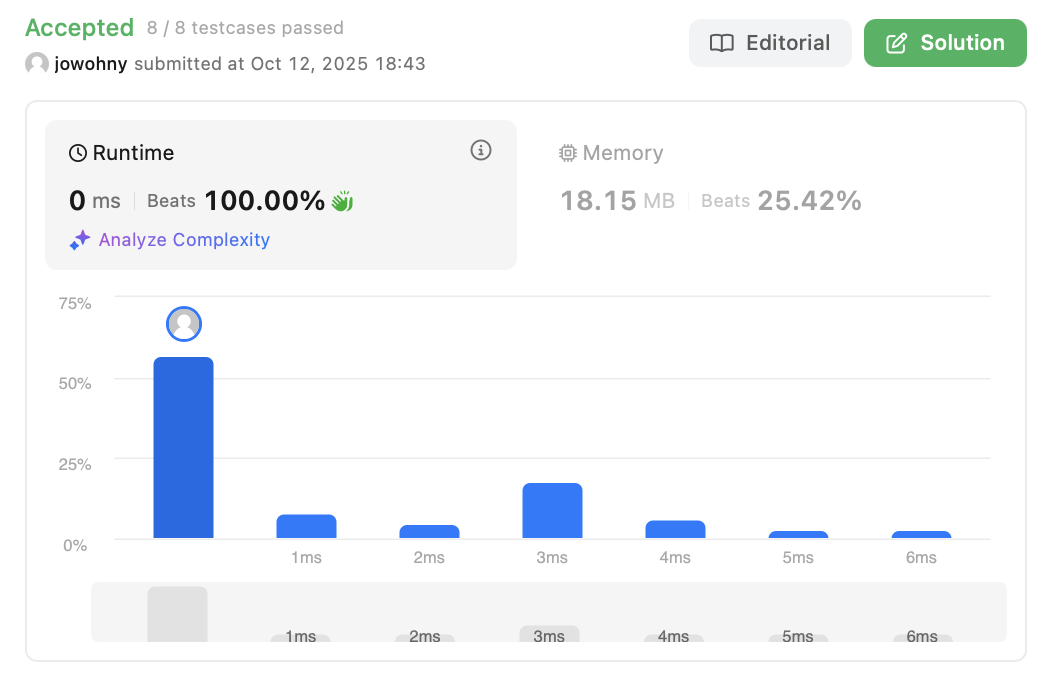 Accepted 8 / 8 testcases passed
jowohny submitted at Oct 12, 2025 18:43
Editorial
Solution
Runtime
0 ms Beats 100.00%
Analyze Complexity
Memory
18.15 MB Beats 25.42%
75%
50%
25%
0%
1ms 2ms 3ms 4ms 5ms 6ms
1ms 2ms 3ms 4ms 5ms 6ms